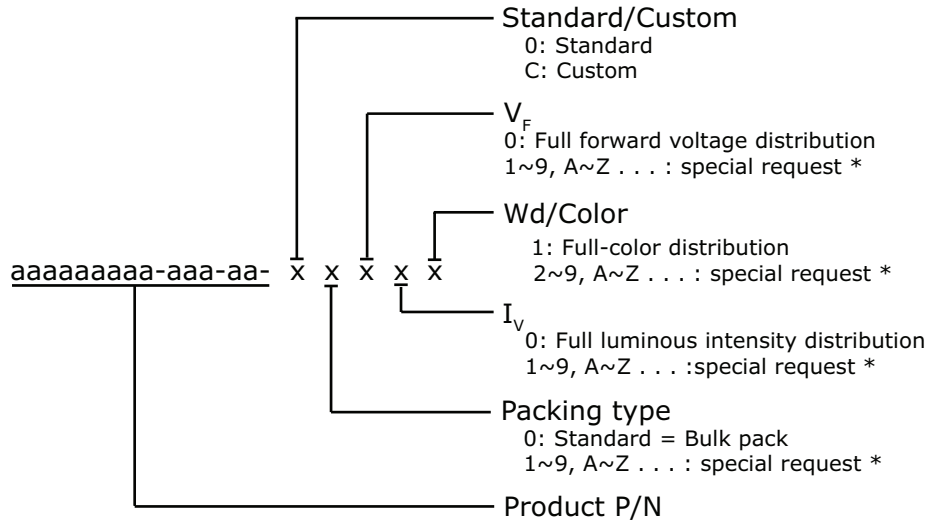 Standard/Custom
0: Standard
C: Custom
VF
0: Full forward voltage distribution
1~9, A~Z . . . : special request *
Wd/Color
1: Full-color distribution
2~9, A~Z . . . : special request *
aaaaaaaaa-aaa-aa- x x x x x
IV
0: Full luminous intensity distribution
1~9, A~Z . . . :special request *
Packing type
0: Standard = Bulk pack
1~9, A~Z . . . : special request *
Product P/N